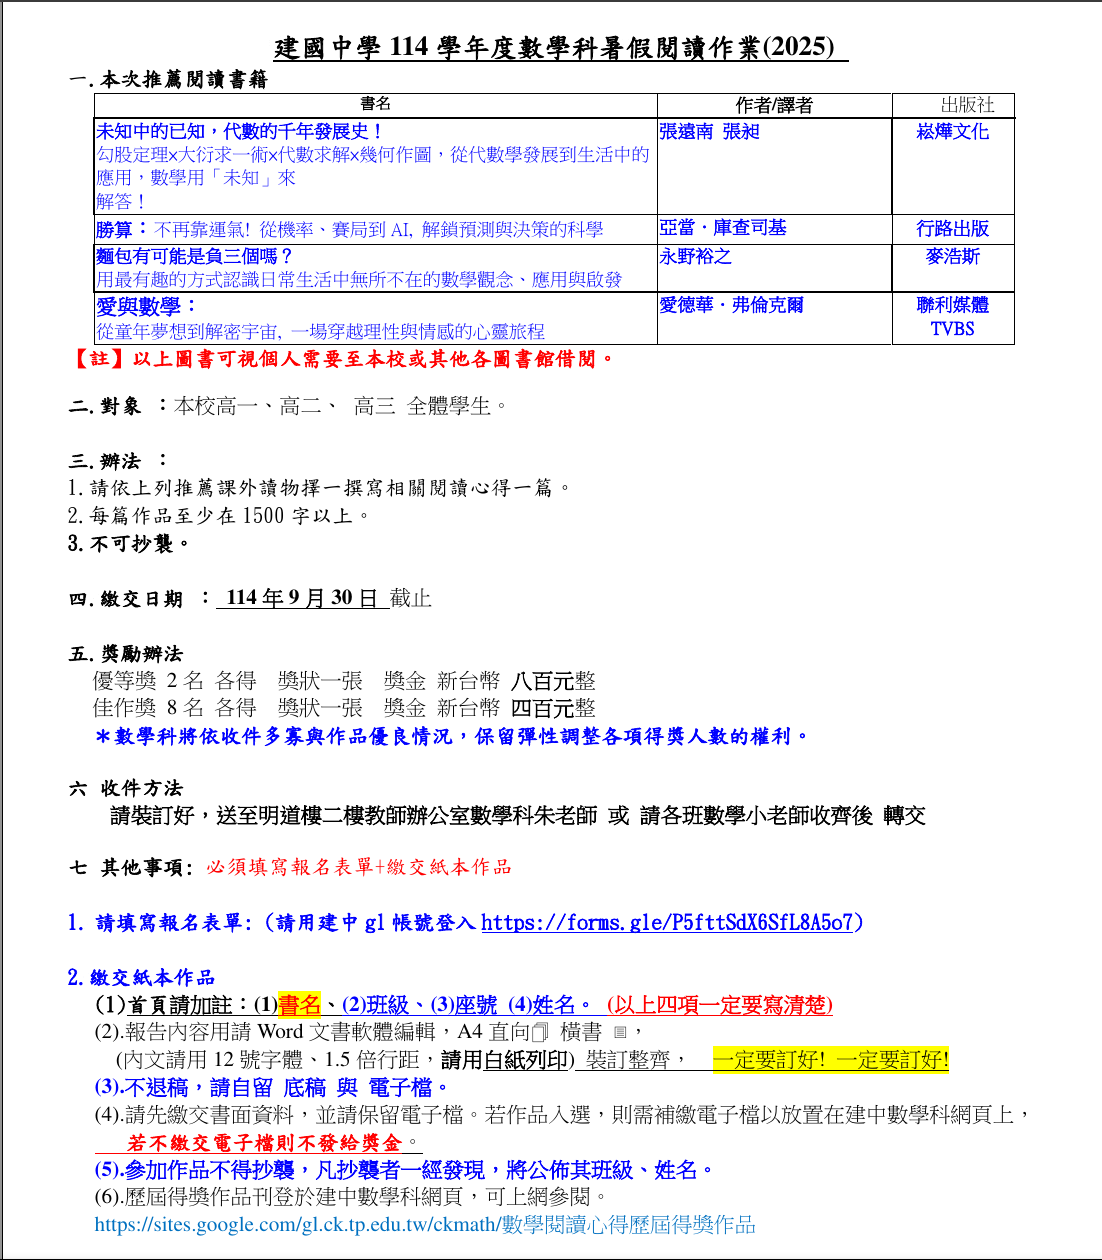 建國中學 114 學年度數學科暑假閱讀作業(2025)
一.本次推薦閱讀書籍
書名 作者/譯者 出版社
未知中的已知，代數的千年發展史！ 張遠南 張昶 崧燁文化
勾股定理×大衍求一術×代數求解×幾何作圖，從代數學發展到生活中的
應用，數學用「未知」來
解答！
勝算：不再靠運氣! 從機率、賽局到 AI, 解鎖預測與決策的科學 亞當．庫查司基 行路出版
麵包有可能是負三個嗎？ 永野裕之 麥浩斯
用最有趣的方式認識日常生活中無所不在的數學觀念、應用與啟發
愛與數學： 愛德華．弗倫克爾 聯利媒體
從童年夢想到解密宇宙, 一場穿越理性與情感的心靈旅程 TVBS
【註】以上圖書可視個人需要至本校或其他各圖書館借閱。
二.對象 ：本校高一、高二、 高三 全體學生。
三.辦法 ：
1.請依上列推薦課外讀物擇一撰寫相關閱讀心得一篇。
2.每篇作品至少在 1500 字以上。
3.不可抄襲。
四.繳交日期 ： 114 年 9 月 30 日 截止
五.獎勵辦法
優等獎 2 名 各得 獎狀一張 獎金 新台幣 八百元整
佳作獎 8 名 各得 獎狀一張 獎金 新台幣 四百元整
＊數學科將依收件多寡與作品優良情況，保留彈性調整各項得獎人數的權利。
六 收件方法
請裝訂好，送至明道樓二樓教師辦公室數學科朱老師 或 請各班數學小老師收齊後 轉交
七 其他事項: 必須填寫報名表單+繳交紙本作品
1. 請填寫報名表單: (請用建中 gl 帳號登入 https://forms.gle/P5fttSdX6SfL8A5o7)
2.繳交紙本作品
(1)首頁請加註：(1)書名、(2)班級、(3)座號 (4)姓名。 (以上四項一定要寫清楚)
(2).報告內容用請 Word 文書軟體編輯，A4 直向 橫書 ，
(內文請用 12 號字體、1.5 倍行距，請用白紙列印) 裝訂整齊， 一定要訂好! 一定要訂好!
(3).不退稿，請自留 底稿 與 電子檔。
(4).請先繳交書面資料，並請保留電子檔。若作品入選，則需補繳電子檔以放置在建中數學科網頁上，
若不繳交電子檔則不發給獎金。
(5).參加作品不得抄襲，凡抄襲者一經發現，將公佈其班級、姓名。
(6).歷屆得獎作品刊登於建中數學科網頁，可上網參閱。
https://sites.google.com/gl.ck.tp.edu.tw/ckmath/數學閱讀心得歷屆得獎作品